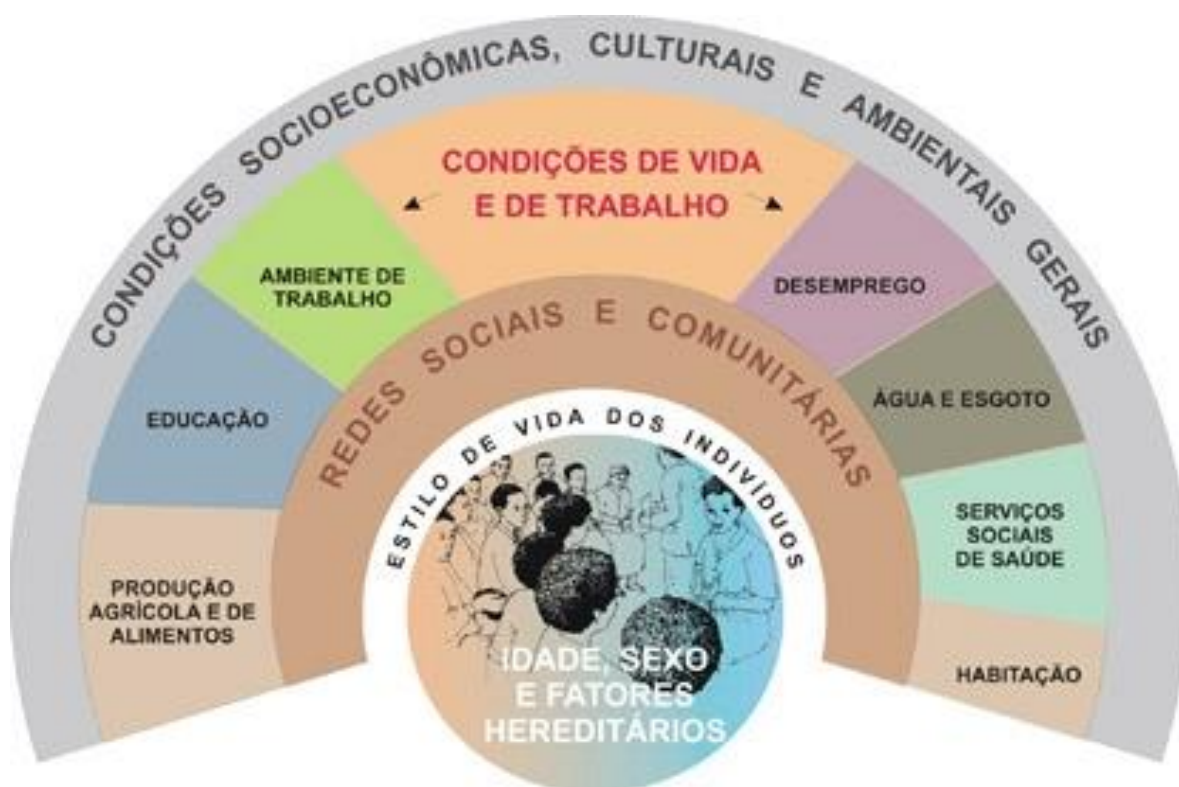 CONDIÇÕES SOCIOECONÔMICAS, CULTURAIS E AMBIENTAIS GERAIS
CONDIÇÕES DE VIDA
E DE TRABALHO
AMBIENTE DE
TRABALHO
DESEMPREGO
EDUCAÇÃO
ÁGUA E ESGOTO
PRODUÇÃO
AGRÍCOLA E DE
ALIMENTOS
SERVIÇOS
SOCIAIS
DE SAÚDE
HABITAÇÃO
REDES SOCIAIS E COMUNITÁRIAS
ESTILO DE VIDA DOS INDIVÍDUOS
IDADE, SEXO
E FATORES
HEREDITÁRIOS